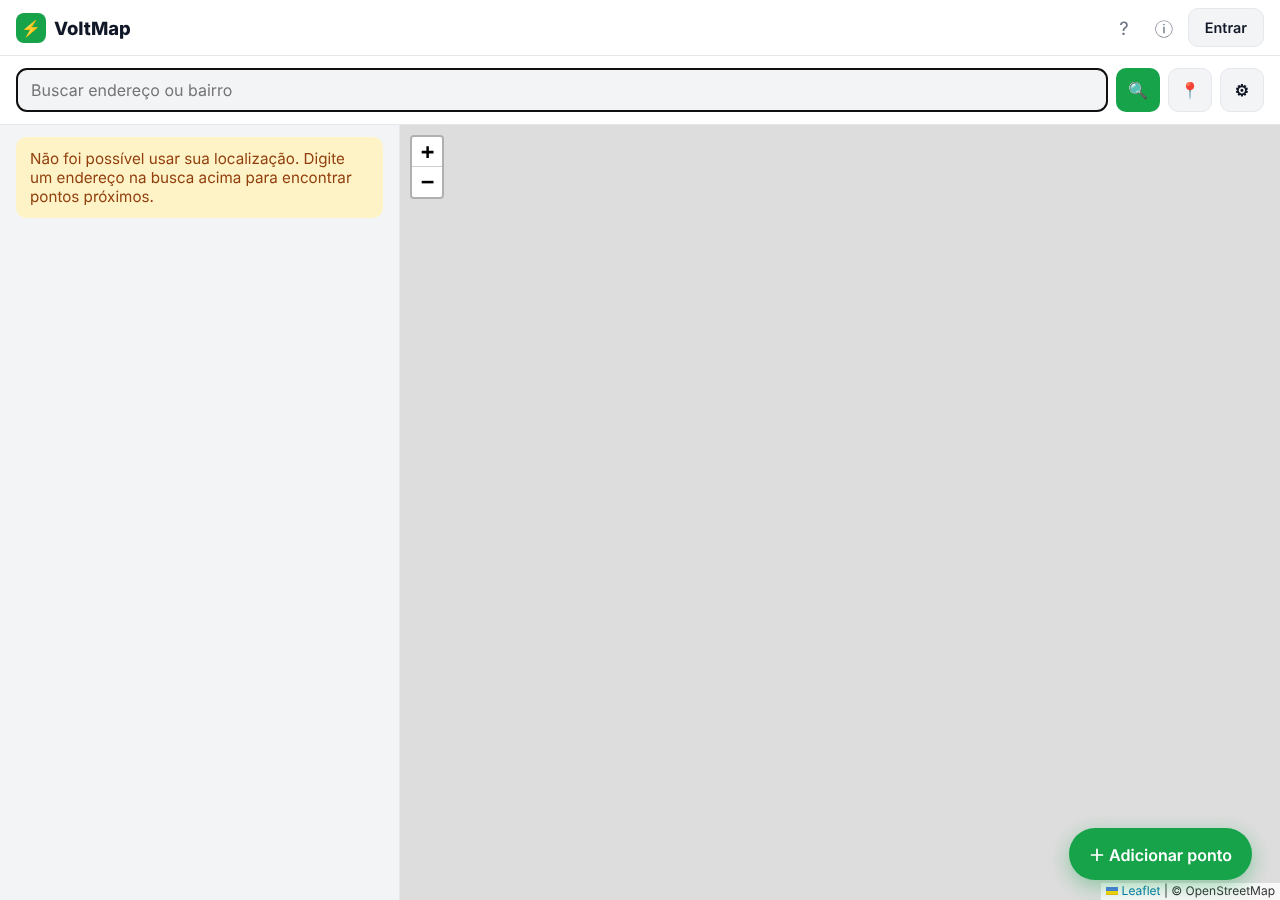 VoltMap
?
Entrar
Buscar endereço ou bairro
Não foi possível usar sua localização. Digite
um endereço na busca acima para encontrar
pontos próximos.
+
−
+ Adicionar ponto
Leaflet | © OpenStreetMap